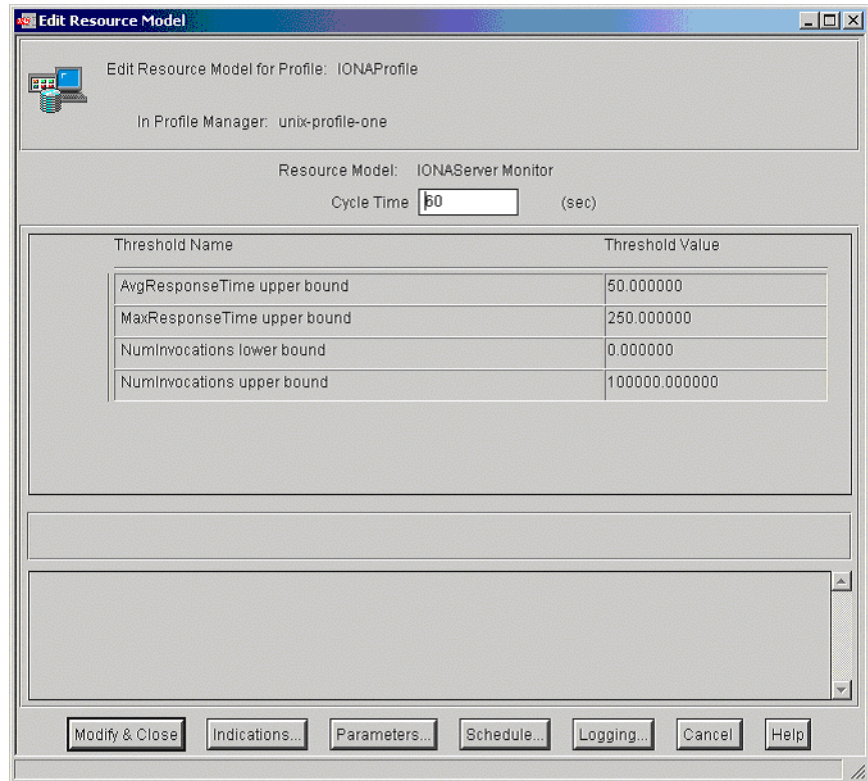 Edit Resource Model
Edit Resource Model for Profile: IONAProfile
In Profile Manager: unix-profile-one
Resource Model: IONAServer Monitor
Cycle Time 60 (sec)
Threshold Name Threshold Value
AvgResponseTime upper bound 50.000000
MaxResponseTime upper bound 250.000000
NumInvocations lower bound 0.000000
NumInvocations upper bound 100000.000000
Modify & Close Indications... Parameters... Schedule... Logging... Cancel Help